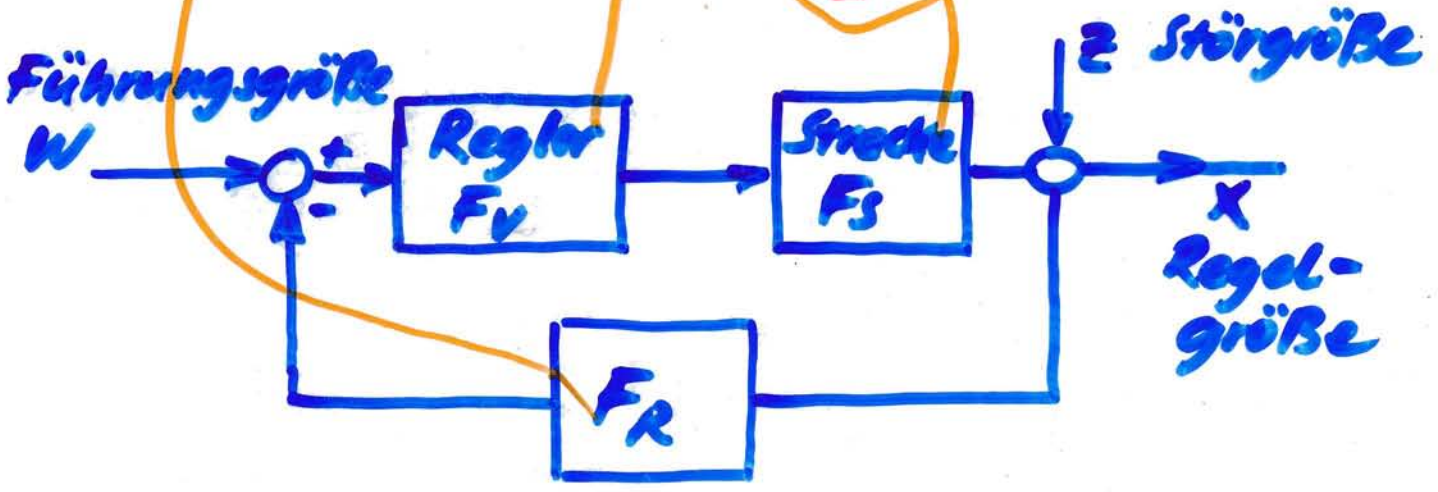 Führungsgröße
W
+
-
Regler
Fv
Strecke
Fs
Z Störgröße
X
Regel-
größe
FR